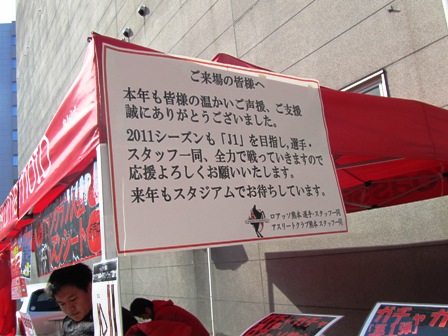 ご来場の皆様へ
本年も皆様の温かいご声援、ご支援
誠にありがとうございました。
2011シーズンも「J1」を目指し、選手・
スタッフ一同、全力で戦っていきますので
応援よろしくお願いいたします。
来年もスタジアムでお待ちしています。
ロアッソ熊本 選手・スタッフ一同
アスリートクラブ熊本 スタッフ一同
ガチャガ